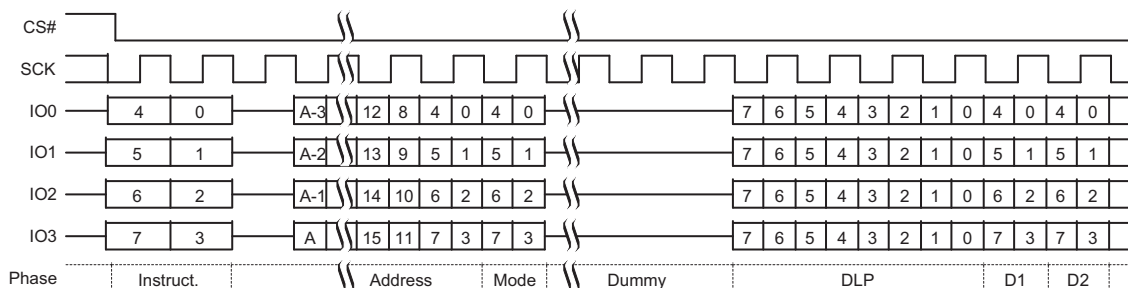 CS#
SCK
IO0 4 0 A-3 12 8 4 0 4 0 7 6 5 4 3 2 1 0 4 0 4 0
IO1 5 1 A-2 13 9 5 1 5 1 7 6 5 4 3 2 1 0 5 1 5 1
IO2 6 2 A-1 14 10 6 2 6 2 7 6 5 4 3 2 1 0 6 2 6 2
IO3 7 3 A 15 11 7 3 7 3 7 6 5 4 3 2 1 0 7 3 7 3
Phase Instruct. Address Mode Dummy DLP D1 D2